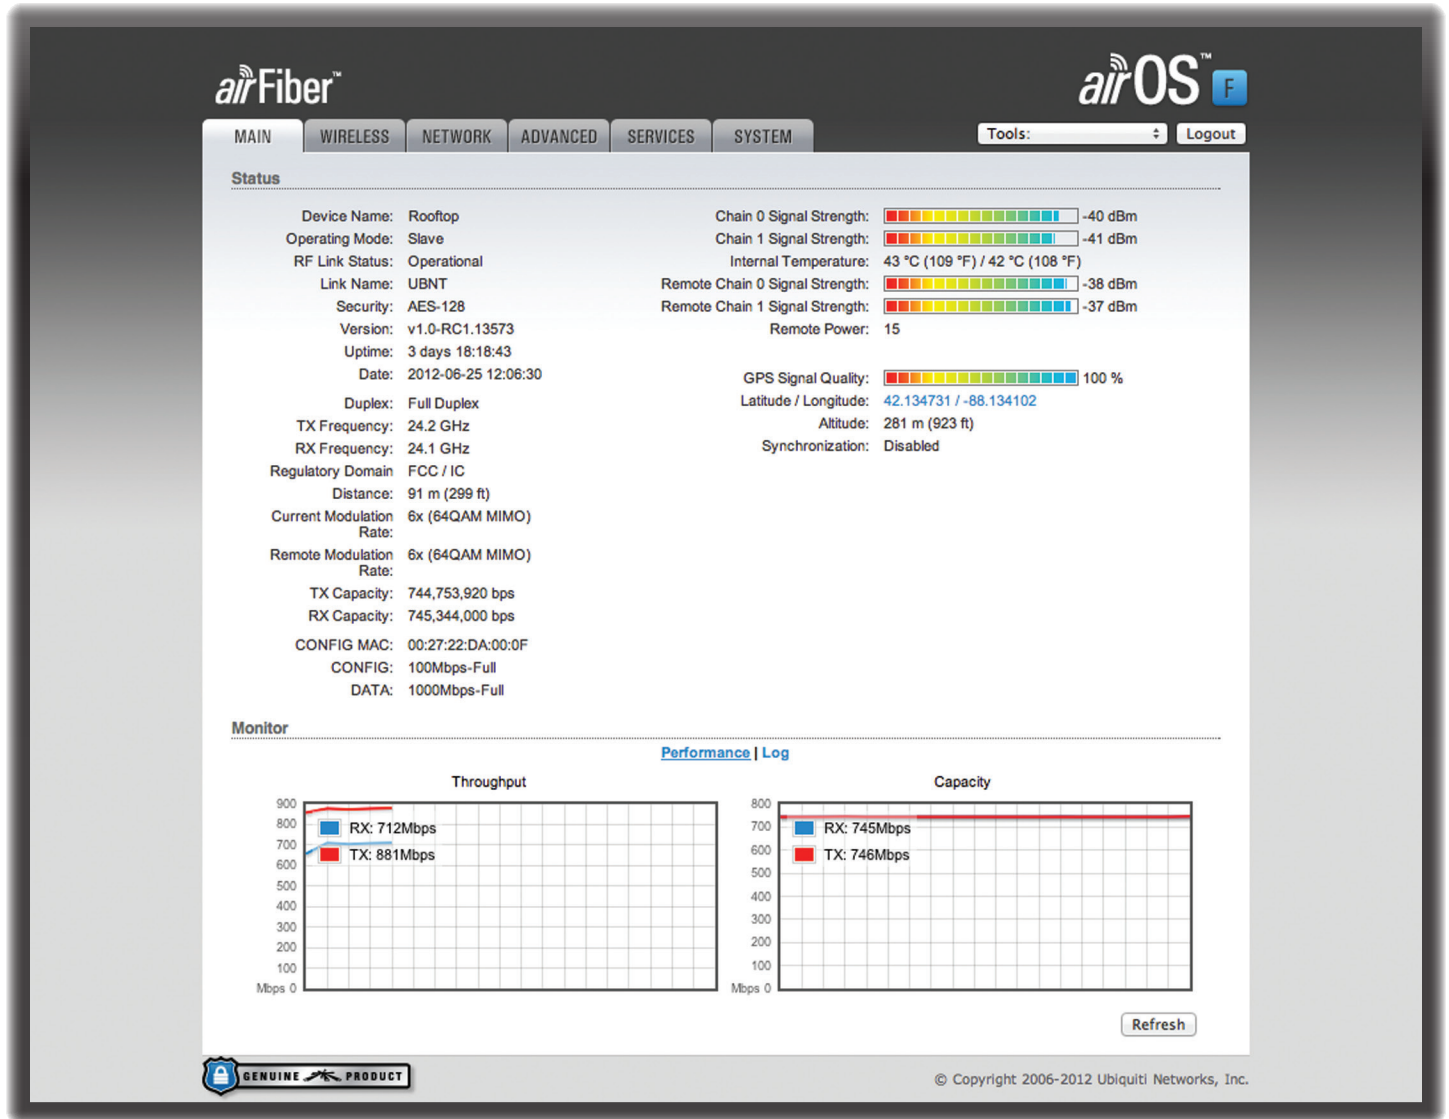 airFiber™
airOS™ F
MAIN WIRELESS NETWORK ADVANCED SERVICES SYSTEM Tools: Logout
Status
Device Name: Rooftop
Operating Mode: Slave
RF Link Status: Operational
Link Name: UBNT
Security: AES-128
Version: v1.0-RC1.13573
Uptime: 3 days 18:18:43
Date: 2012-06-25 12:06:30
Duplex: Full Duplex
TX Frequency: 24.2 GHz
RX Frequency: 24.1 GHz
Regulatory Domain FCC / IC
Distance: 91 m (299 ft)
Current Modulation 6x (64QAM MIMO)
Rate:
Remote Modulation 6x (64QAM MIMO)
Rate:
TX Capacity: 744,753,920 bps
RX Capacity: 745,344,000 bps
CONFIG MAC: 00:27:22:DA:00:0F
CONFIG: 100Mbps-Full
DATA: 1000Mbps-Full
Chain 0 Signal Strength: -40 dBm
Chain 1 Signal Strength: -41 dBm
Internal Temperature: 43 °C (109 °F) / 42 °C (108 °F)
Remote Chain 0 Signal Strength: -38 dBm
Remote Chain 1 Signal Strength: -37 dBm
Remote Power: 15
GPS Signal Quality: 100 %
Latitude / Longitude: 42.134731 / -88.134102
Altitude: 281 m (923 ft)
Synchronization: Disabled
Monitor
Performance | Log
Throughput
900
800
700
600
500
400
300
200
100
Mbps 0
RX: 712Mbps
TX: 881Mbps
Capacity
800
700
600
500
400
300
200
100
Mbps 0
RX: 745Mbps
TX: 746Mbps
Refresh
GENUINE PRODUCT
© Copyright 2006-2012 Ubiquiti Networks, Inc.